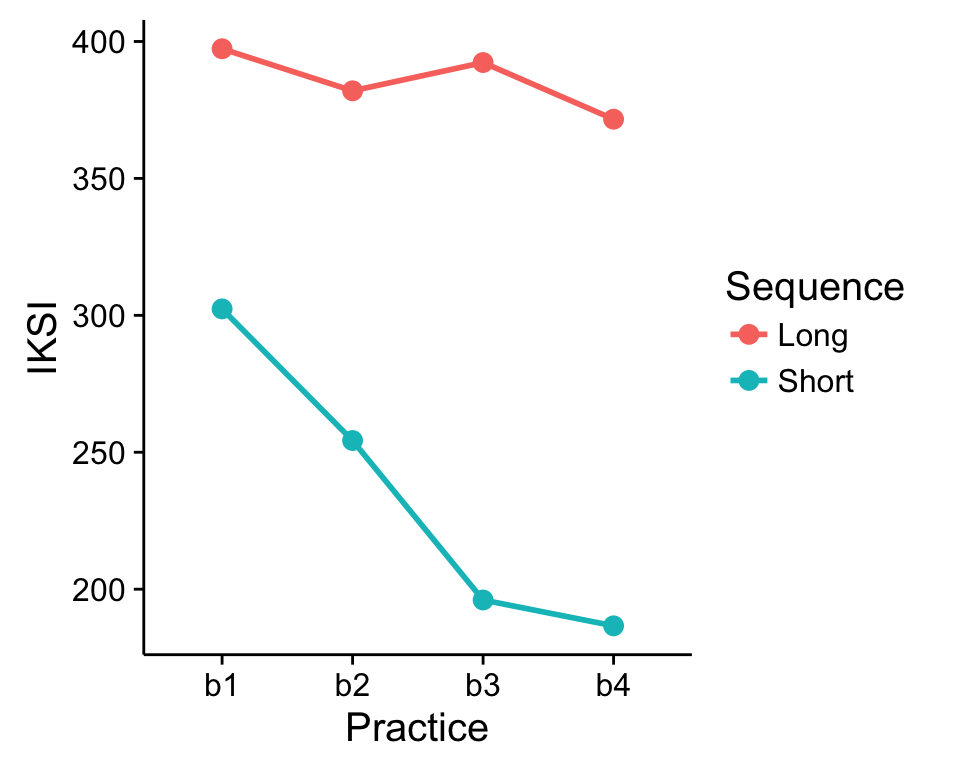 400
350
300
250
200
IKSI
b1 b2 b3 b4
Practice
Sequence
Long
Short